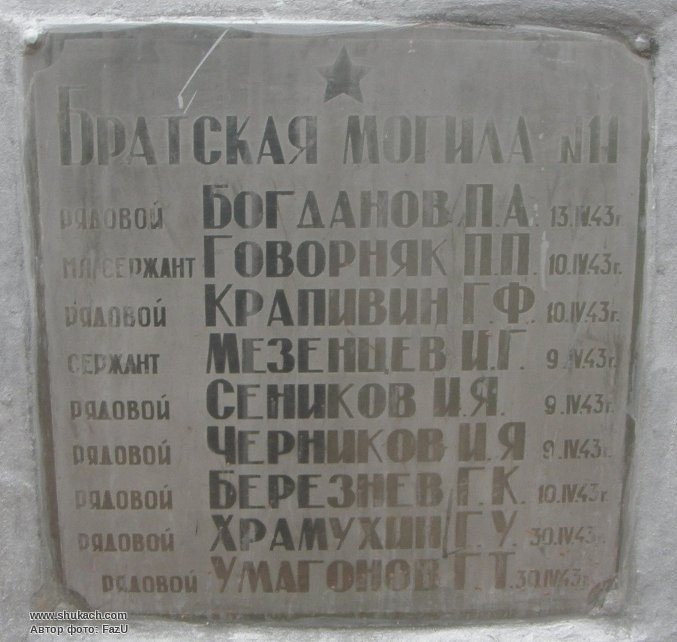 Братская могила №11
рядовой Богданов П.А. 13.IV.43г
мл.сержант Говорняк П.П. 10.IV.43г.
рядовой Крапивин Г.Ф. 10.IV.43г.
сержант Мезенцев И.Г. 9.IV.43г.
рядовой Сеников И.Я. 9.IV.43г.
рядовой Черников И.Я 9.IV.43г.
рядовой Березнев Г.К. 10.IV.43г.
рядовой Храмухин Г.У. 30.IV.43г
рядовой Умагонов Г.Т. 30.IV.43г.
www.shukach.com
Автор фото: FazU